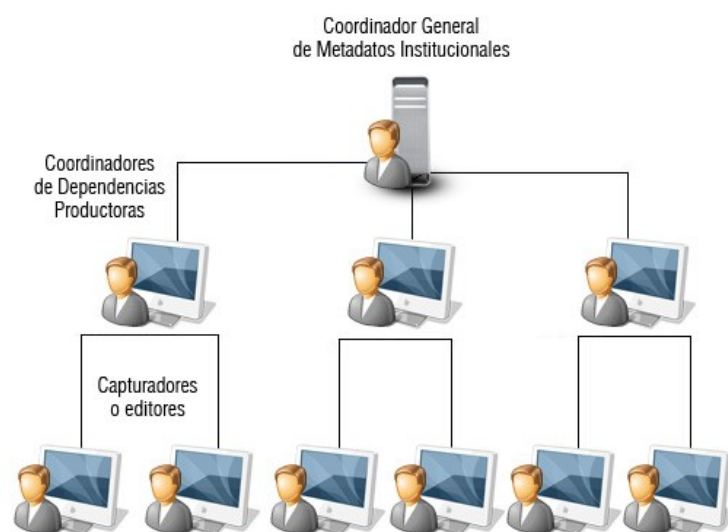 Coordinador General
de Metadatos Institucionales
Coordinadores
de Dependencias
Productoras
Capturadores
o editores